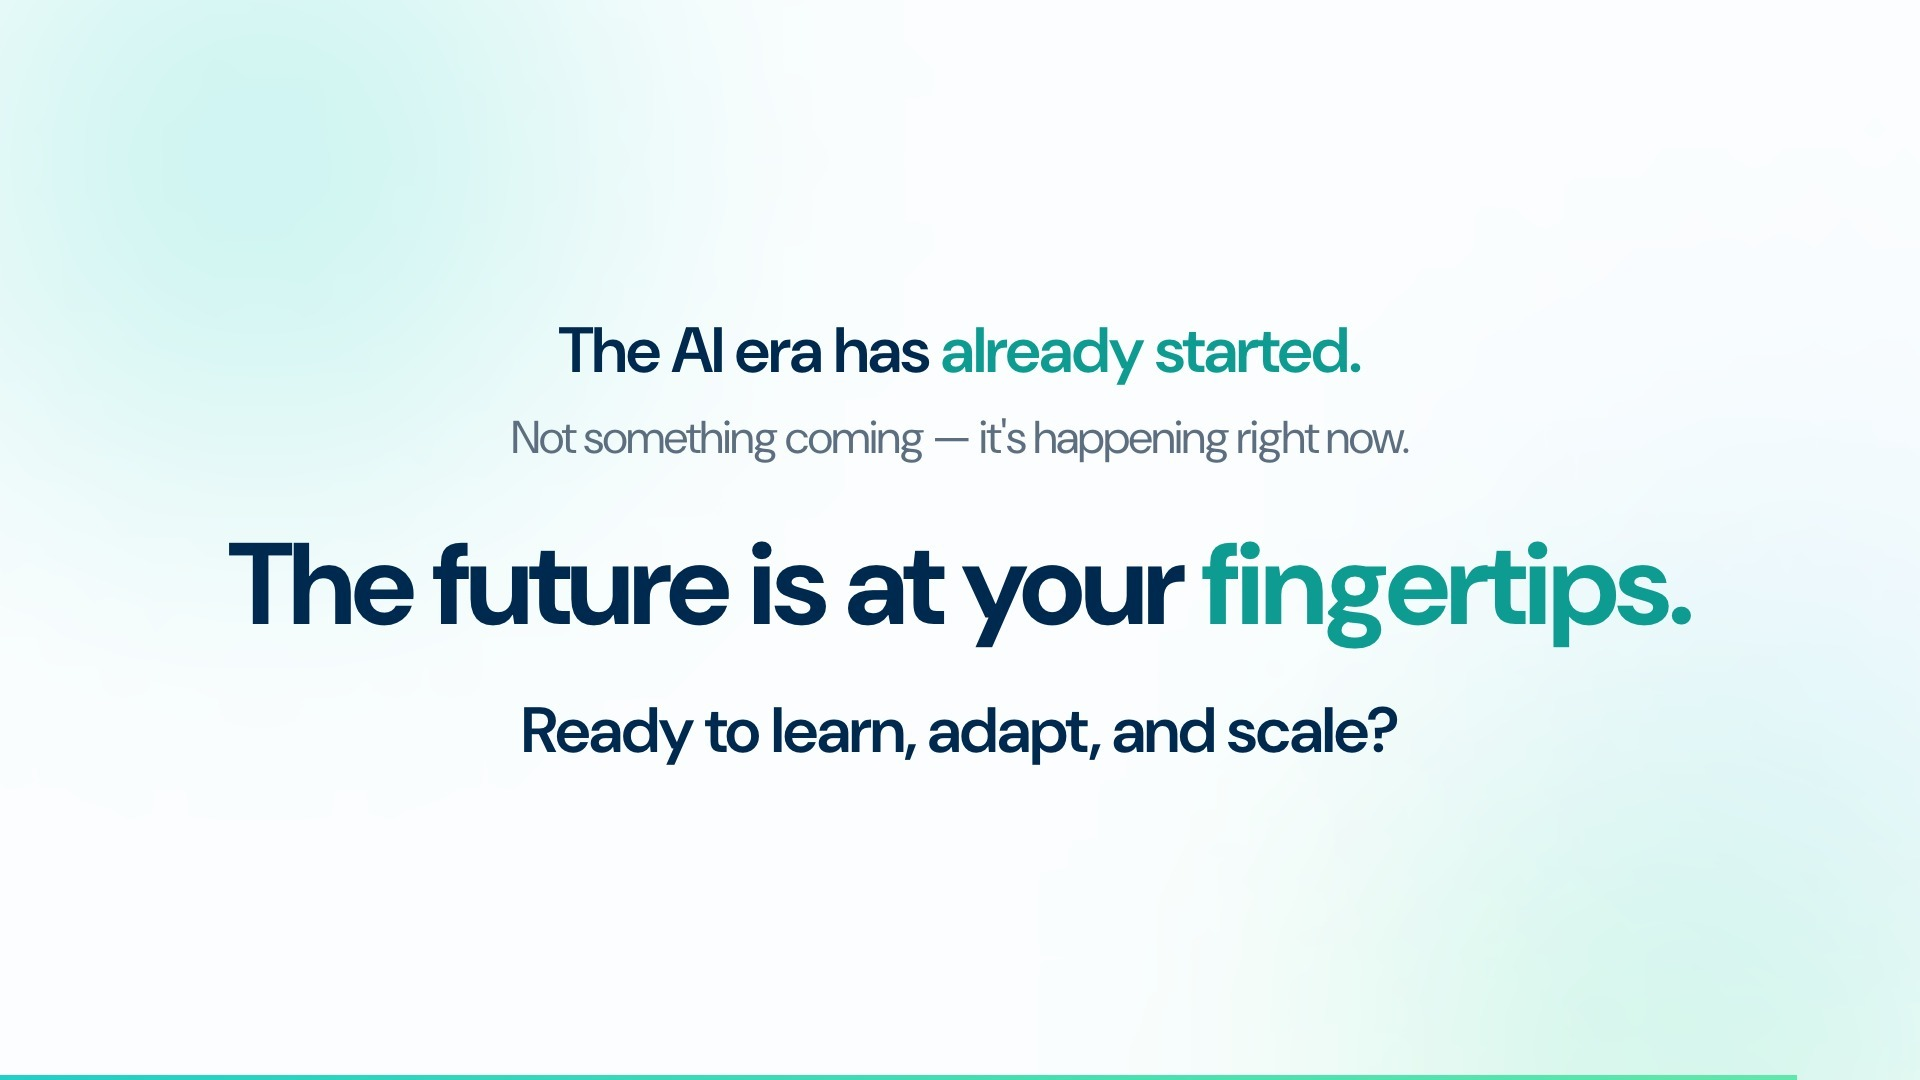 The AI era has already started.
Not something coming — it's happening right now.
The future is at your fingertips.
Ready to learn, adapt, and scale?